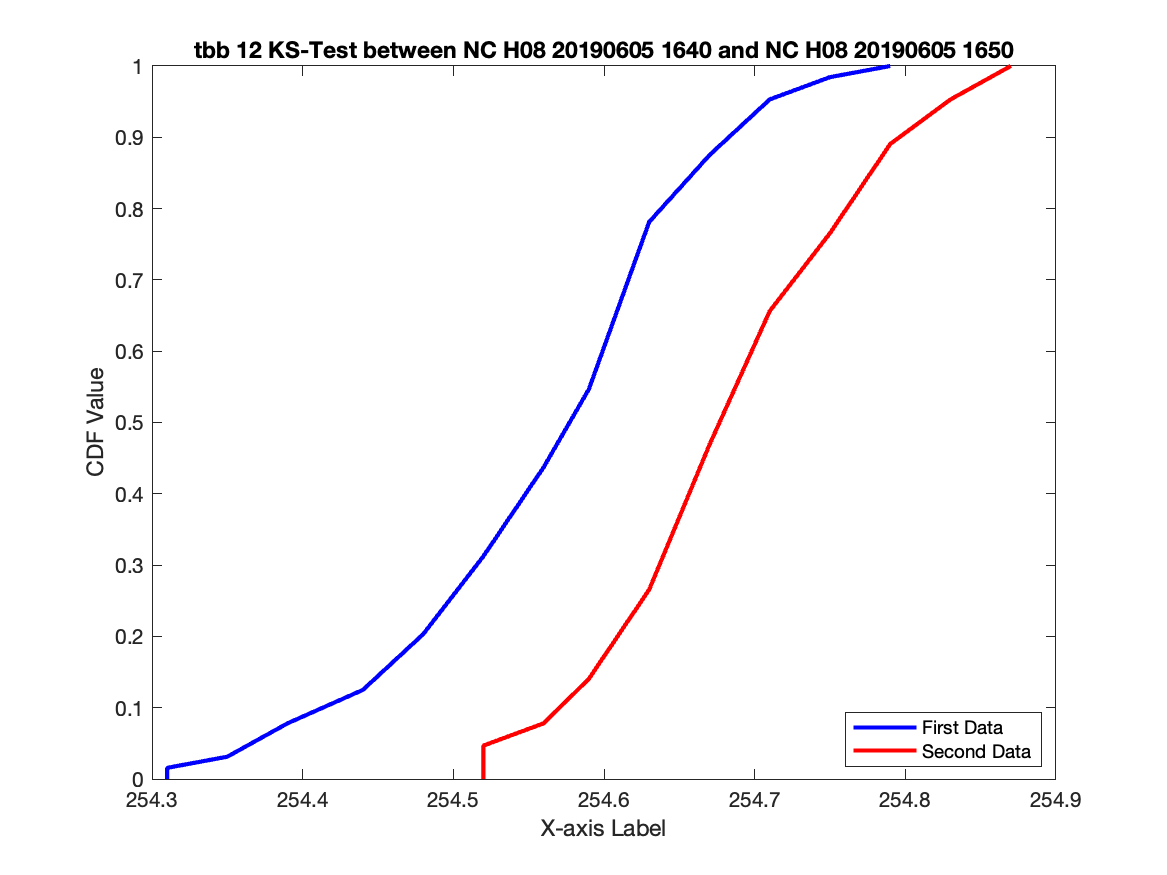 tbb 12 KS-Test between NC H08 20190605 1640 and NC H08 20190605 1650
1
0.9
0.8
0.7
0.6
0.5
0.4
0.3
0.2
0.1
0
CDF Value
First Data
Second Data
254.3 254.4 254.5 254.6 254.7 254.8 254.9
X-axis Label